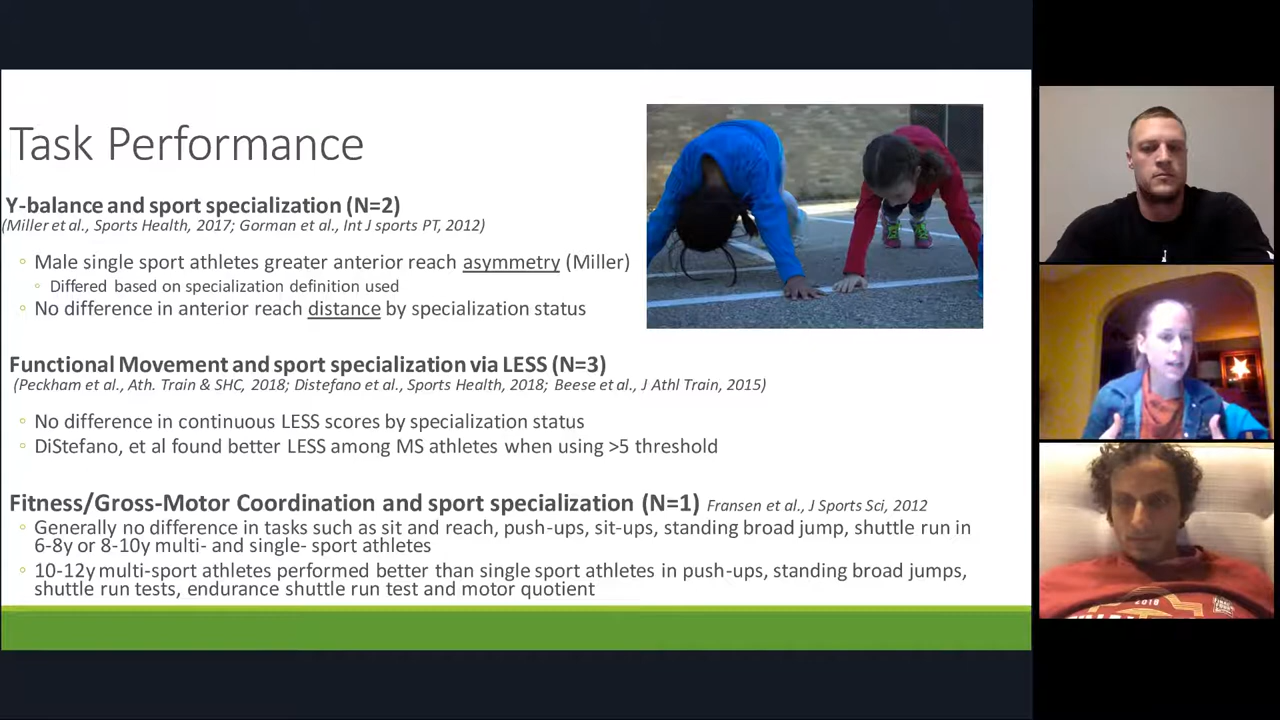 Task Performance
Y-balance and sport specialization (N=2)
(Miller et al., Sports Health, 2017; Gorman et al., Int J sports PT, 2012)
◦ Male single sport athletes greater anterior reach asymmetry (Miller)
◦ Differed based on specialization definition used
◦ No difference in anterior reach distance by specialization status
Functional Movement and sport specialization via LESS (N=3)
(Peckham et al., Ath. Train & SHC, 2018; Distefano et al., Sports Health, 2018; Beese et al., J Athl Train, 2015)
◦ No difference in continuous LESS scores by specialization status
◦ DiStefano, et al found better LESS among MS athletes when using >5 threshold
Fitness/Gross-Motor Coordination and sport specialization (N=1) Fransen et al., J Sports Sci, 2012
◦ Generally no difference in tasks such as sit and reach, push-ups, sit-ups, standing broad jump, shuttle run in
6-8y or 8-10y multi- and single- sport athletes
◦ 10-12y multi-sport athletes performed better than single sport athletes in push-ups, standing broad jumps,
shuttle run tests, endurance shuttle run test and motor quotient
2018